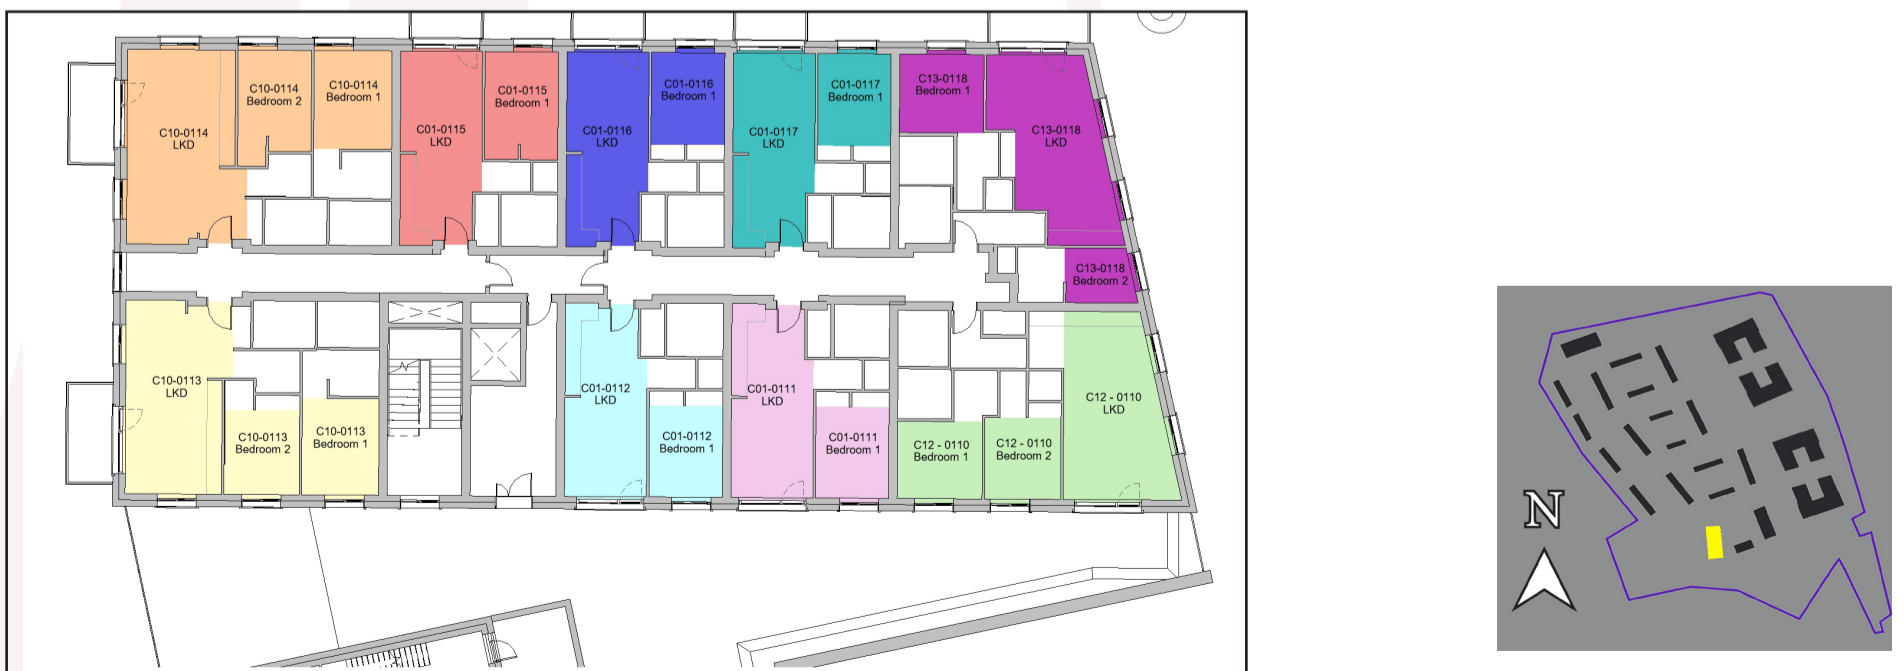 C10-0114
LKD
C10-0114
Bedroom 2
C10-0114
Bedroom 1
C01-0115
LKD
C01-0115
Bedroom 1
C01-0116
LKD
C01-0116
Bedroom 1
C01-0117
LKD
C01-0117
Bedroom 1
C13-0118
Bedroom 1
C13-0118
LKD
C13-0118
Bedroom 2
C10-0113
LKD
C10-0113
Bedroom 2
C10-0113
Bedroom 1
C01-0112
LKD
C01-0112
Bedroom 1
C01-0111
LKD
C01-0111
Bedroom 1
C12 - 0110
Bedroom 1
C12 - 0110
Bedroom 2
C12 - 0110
LKD
N